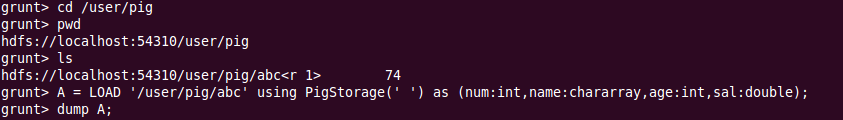 grunt> cd /user/pig
grunt> pwd
hdfs://localhost:54310/user/pig
grunt> ls
hdfs://localhost:54310/user/pig/abc<r 1>        74
grunt> A = LOAD '/user/pig/abc' using PigStorage(' ') as (num:int,name:chararray,age:int,sal:double);
grunt> dump A;